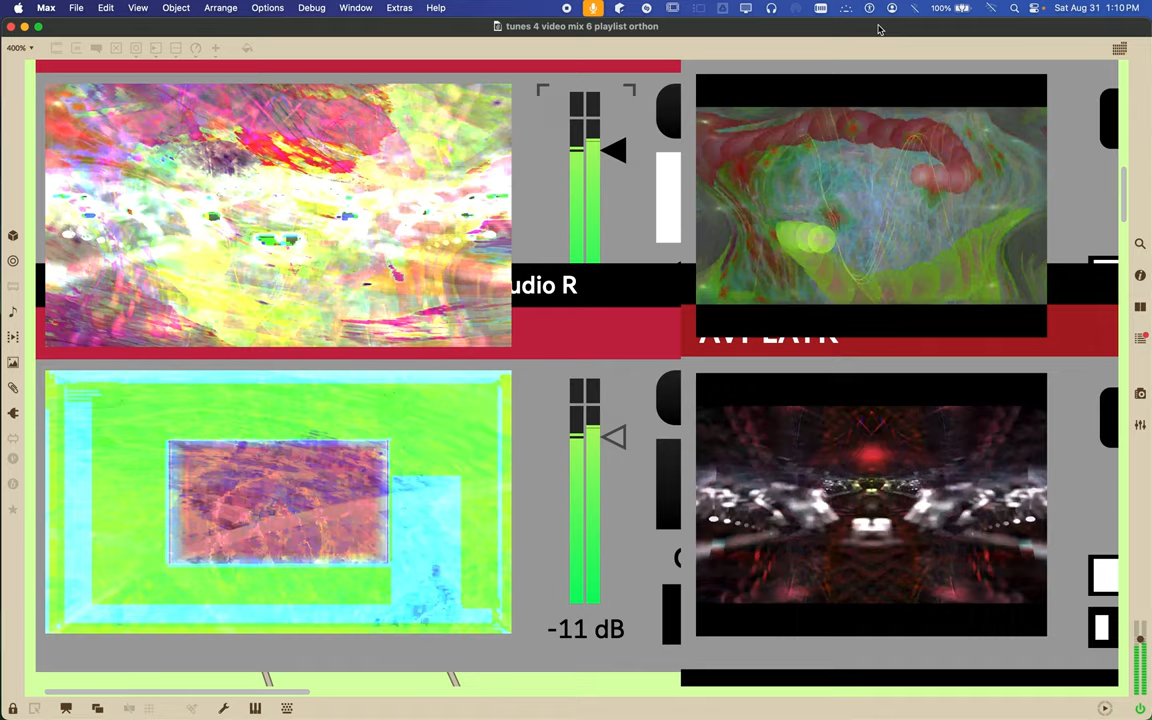 Max File Edit View Object Arrange Options Debug Window Extras Help 100% Sat Aug 31 1:10 PM
tunes 4 video mix 6 playlist orthon
400%
udio R
-11 dB